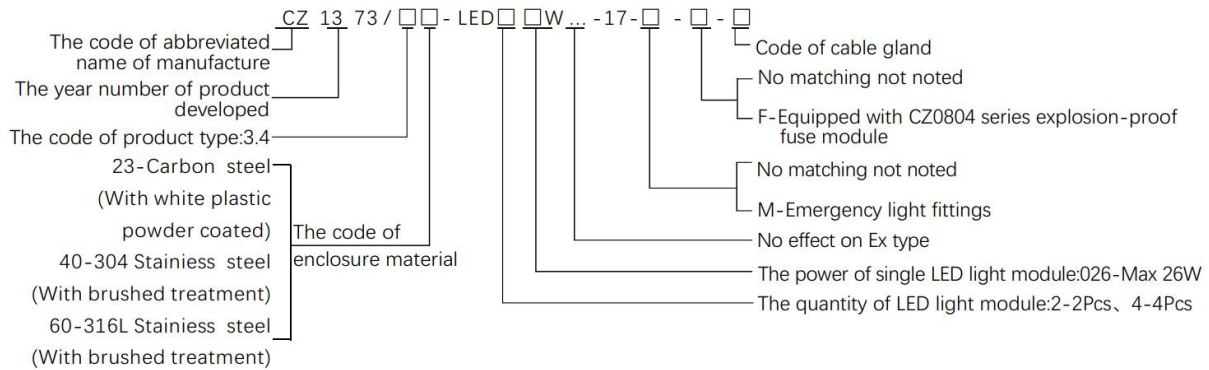 CZ 13 73/□□-LED□ □W...-17-□ -□-□
The code of abbreviated
name of manufacture
The year number of product
developed
The code of product type:3.4
23-Carbon steel
(With white plastic
powder coated)
40-304 Stainiess steel
(With brushed treatment)
60-316L Stainiess steel
(With brushed treatment)
The code of
enclosure material
Code of cable gland
No matching not noted
F-Equipped with CZ0804 series explosion-proof
fuse module
No matching not noted
M-Emergency light fittings
No effect on Ex type
The power of single LED light module:026-Max 26W
The quantity of LED light module:2-2Pcs、4-4Pcs